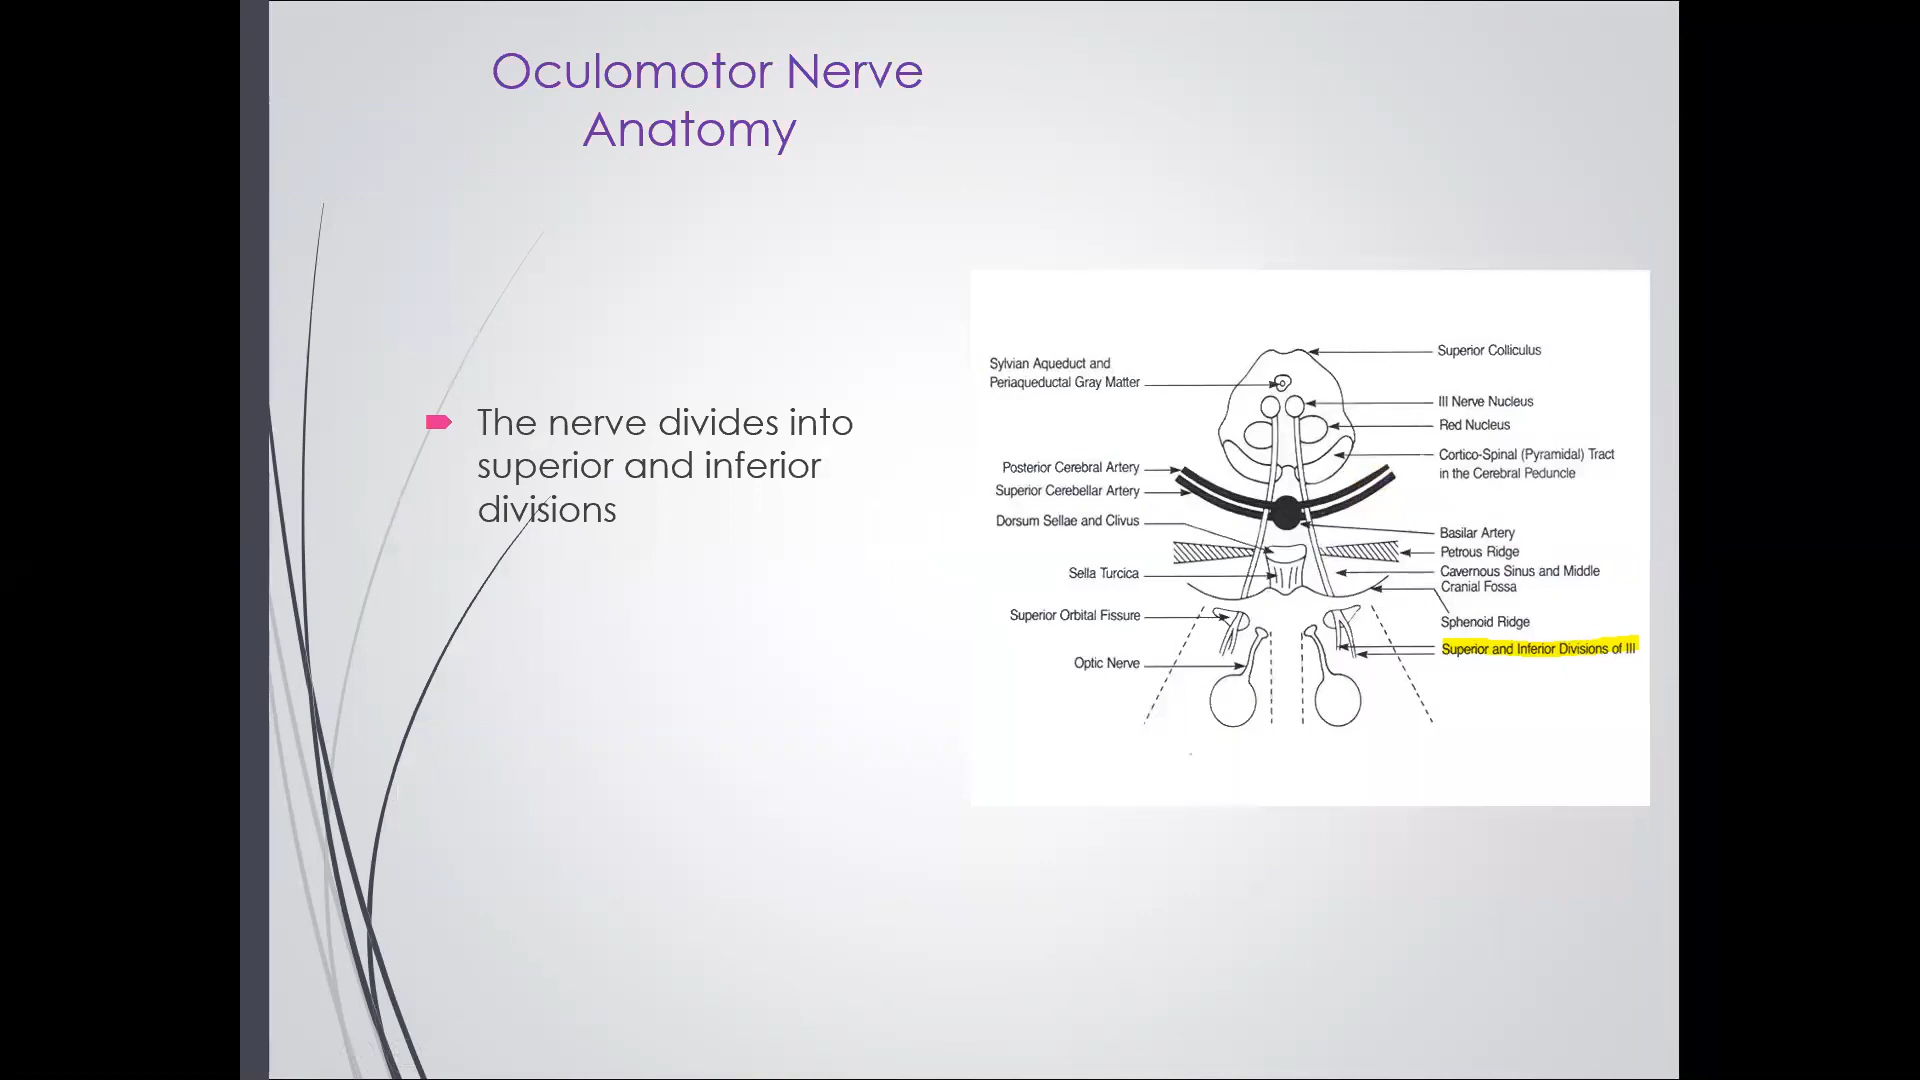 Oculomotor Nerve
Anatomy
The nerve divides into
superior and inferior
divisions
Sylvian Aqueduct and
Periaqueductal Gray Matter
Posterior Cerebral Artery
Superior Cerebellar Artery
Dorsum Sellae and Clivus
Sella Turcica
Superior Orbital Fissure
Optic Nerve
Superior Colliculus
III Nerve Nucleus
Red Nucleus
Cortico-Spinal (Pyramidal) Tract
in the Cerebral Peduncle
Basilar Artery
Petrous Ridge
Cavernous Sinus and Middle
Cranial Fossa
Sphenoid Ridge
Superior and Inferior Divisions of III